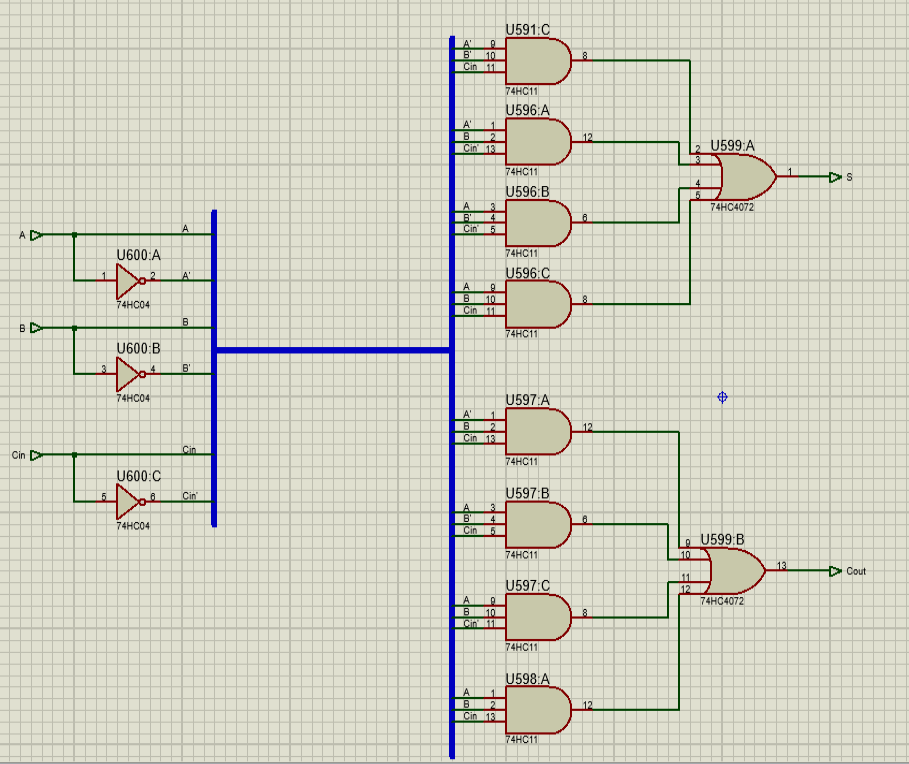 U591:C
A' 9
B' 10
Cin 11
8
74HC11
U596:A
A' 1
B 2
Cin' 13
12
74HC11
U599:A
2
3
4
5
1
S
74HC4072
U596:B
A 3
B' 4
Cin' 5
6
74HC11
U596:C
A 9
B 10
Cin 11
8
74HC11
A
A
U600:A
1
2
A'
74HC04
B
B
U600:B
3
4
B'
74HC04
Cin
Cin
U600:C
5
6
Cin'
74HC04
U597:A
A' 1
B 2
Cin 13
12
74HC11
U597:B
A 3
B' 4
Cin 5
6
74HC11
U599:B
9
10
11
12
13
Cout
74HC4072
U597:C
A 9
B 10
Cin' 11
8
74HC11
U598:A
A 1
B 2
Cin 13
12
74HC11